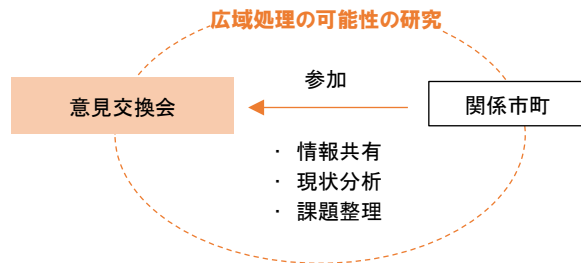 広域処理の可能性の研究
参加
意見交換会
関係市町
・ 情報共有
・ 現状分析
・ 課題整理